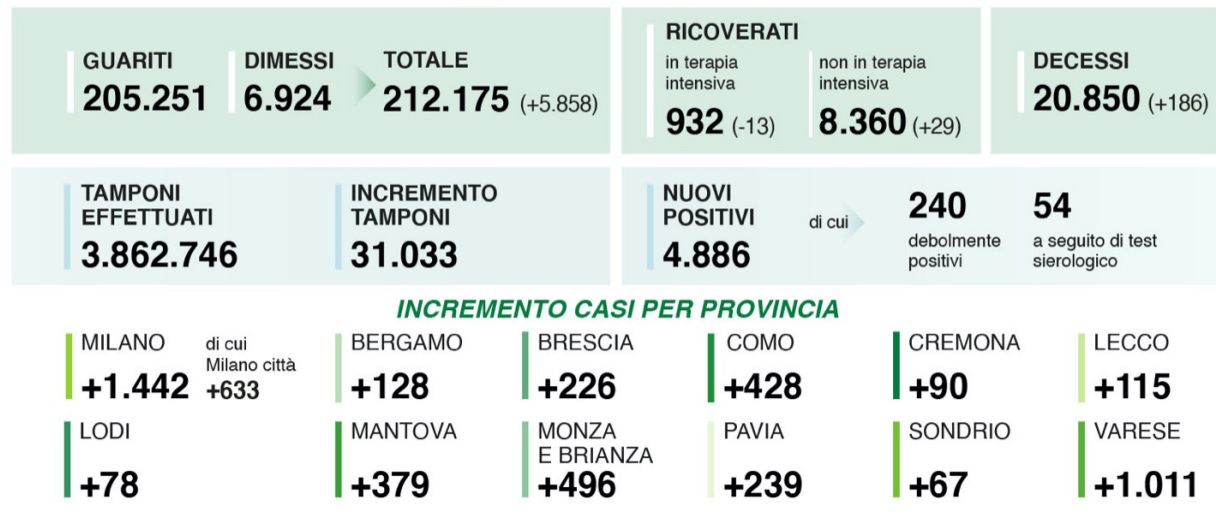 GUARITI
205.251
DIMESSI
6.924
TOTALE
212.175 (+5.858)
RICOVERATI
in terapia
intensiva
932 (-13)
non in terapia
intensiva
8.360 (+29)
DECESSI
20.850 (+186)
TAMPONI
EFFETTUATI
3.862.746
INCREMENTO
TAMPONI
31.033
NUOVI
POSITIVI
4.886
di cui
240
debolmente
positivi
54
a seguito di test
sierologico
INCREMENTO CASI PER PROVINCIA
MILANO
+1.442
di cui
Milano città
+633
BERGAMO
+128
BRESCIA
+226
COMO
+428
CREMONA
+90
LECCO
+115
LODI
+78
MANTOVA
+379
MONZA
E BRIANZA
+496
PAVIA
+239
SONDRIO
+67
VARESE
+1.011